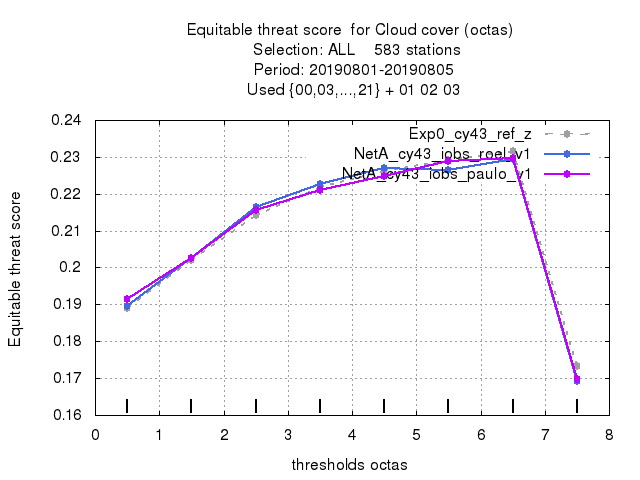 Equitable threat score  for Cloud cover (octas)
Selection: ALL    583 stations
Period: 20190801-20190805
Used {00,03,...,21} + 01 02 03
Exp0_cy43_ref_z
NetA_cy43_iobs_roel_v1
NetA_cy43_iobs_paulo_v1
Equitable threat score
0.24
0.23
0.22
0.21
0.2
0.19
0.18
0.17
0.16
0 1 2 3 4 5 6 7 8
thresholds octas